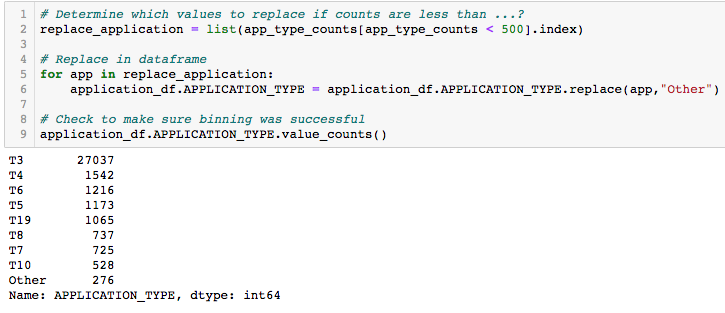 1 # Determine which values to replace if counts are less than ...?
2 replace_application = list(app_type_counts[app_type_counts < 500].index)
3
4 # Replace in dataframe
5 for app in replace_application:
6     application_df.APPLICATION_TYPE = application_df.APPLICATION_TYPE.replace(app,"Other")
7
8 # Check to make sure binning was successful
9 application_df.APPLICATION_TYPE.value_counts()
T3       27037
T4        1542
T6        1216
T5        1173
T19       1065
T8         737
T7         725
T10        528
Other      276
Name: APPLICATION_TYPE, dtype: int64